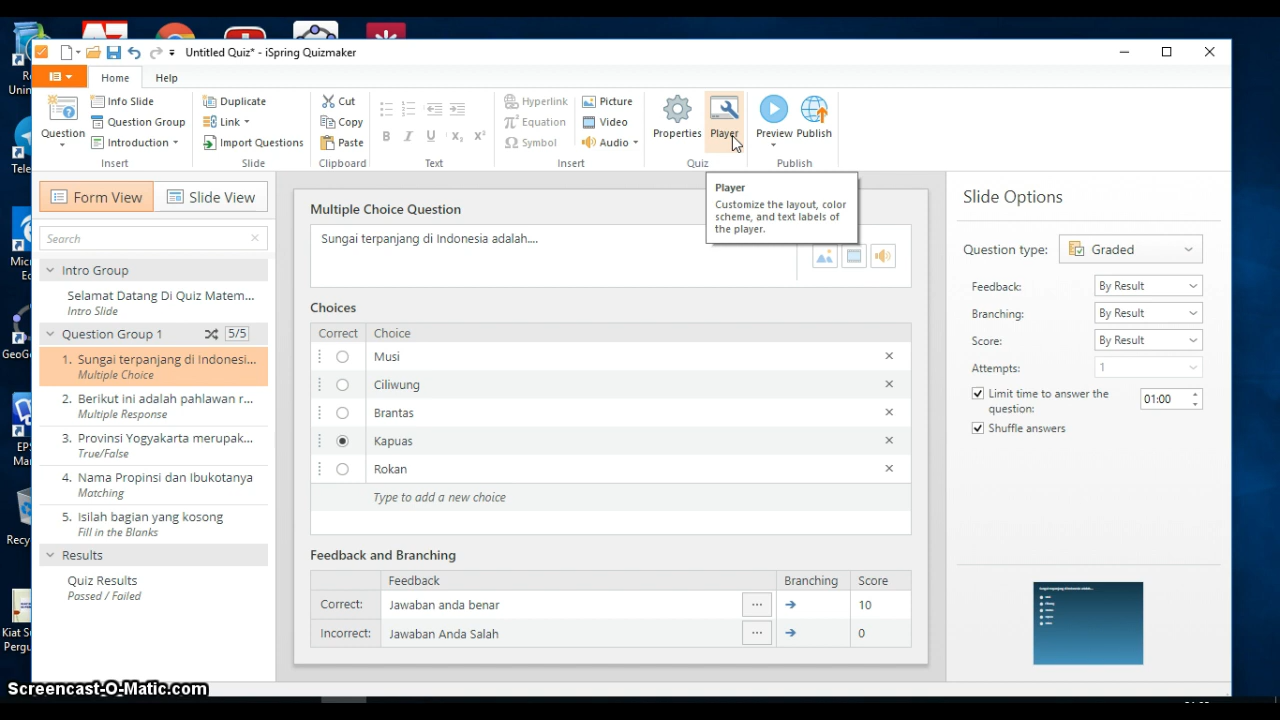 Untitled Quiz* - iSpring Quizmaker
Home Help
Question
Info Slide
Question Group
Introduction
Insert
Duplicate
Link
Import Questions
Slide
Cut
Copy
Paste
Clipboard
B I U X₂ X²
Text
Hyperlink
Equation
Symbol
Picture
Video
Audio
Insert
Properties Player
Quiz
Preview Publish
Publish
Player
Customize the layout, color
scheme, and text labels of
the player.
Form View Slide View
Search
Intro Group
Selamat Datang Di Quiz Matem...
Intro Slide
Question Group 1 5/5
1. Sungai terpanjang di Indonesi...
Multiple Choice
2. Berikut ini adalah pahlawan r...
Multiple Response
3. Provinsi Yogyakarta merupak...
True/False
4. Nama Propinsi dan Ibukotanya
Matching
5. Isilah bagian yang kosong
Fill in the Blanks
Results
Quiz Results
Passed / Failed
Multiple Choice Question
Sungai terpanjang di Indonesia adalah....
Choices
Correct Choice
Musi
Ciliwung
Brantas
Kapuas
Rokan
Type to add a new choice
Feedback and Branching
Feedback Branching Score
Correct: Jawaban anda benar ... 10
Incorrect: Jawaban Anda Salah ... 0
Slide Options
Question type: Graded
Feedback: By Result
Branching: By Result
Score: By Result
Attempts: 1
Limit time to answer the
question: 01:00
Shuffle answers
Screencast-O-Matic.com